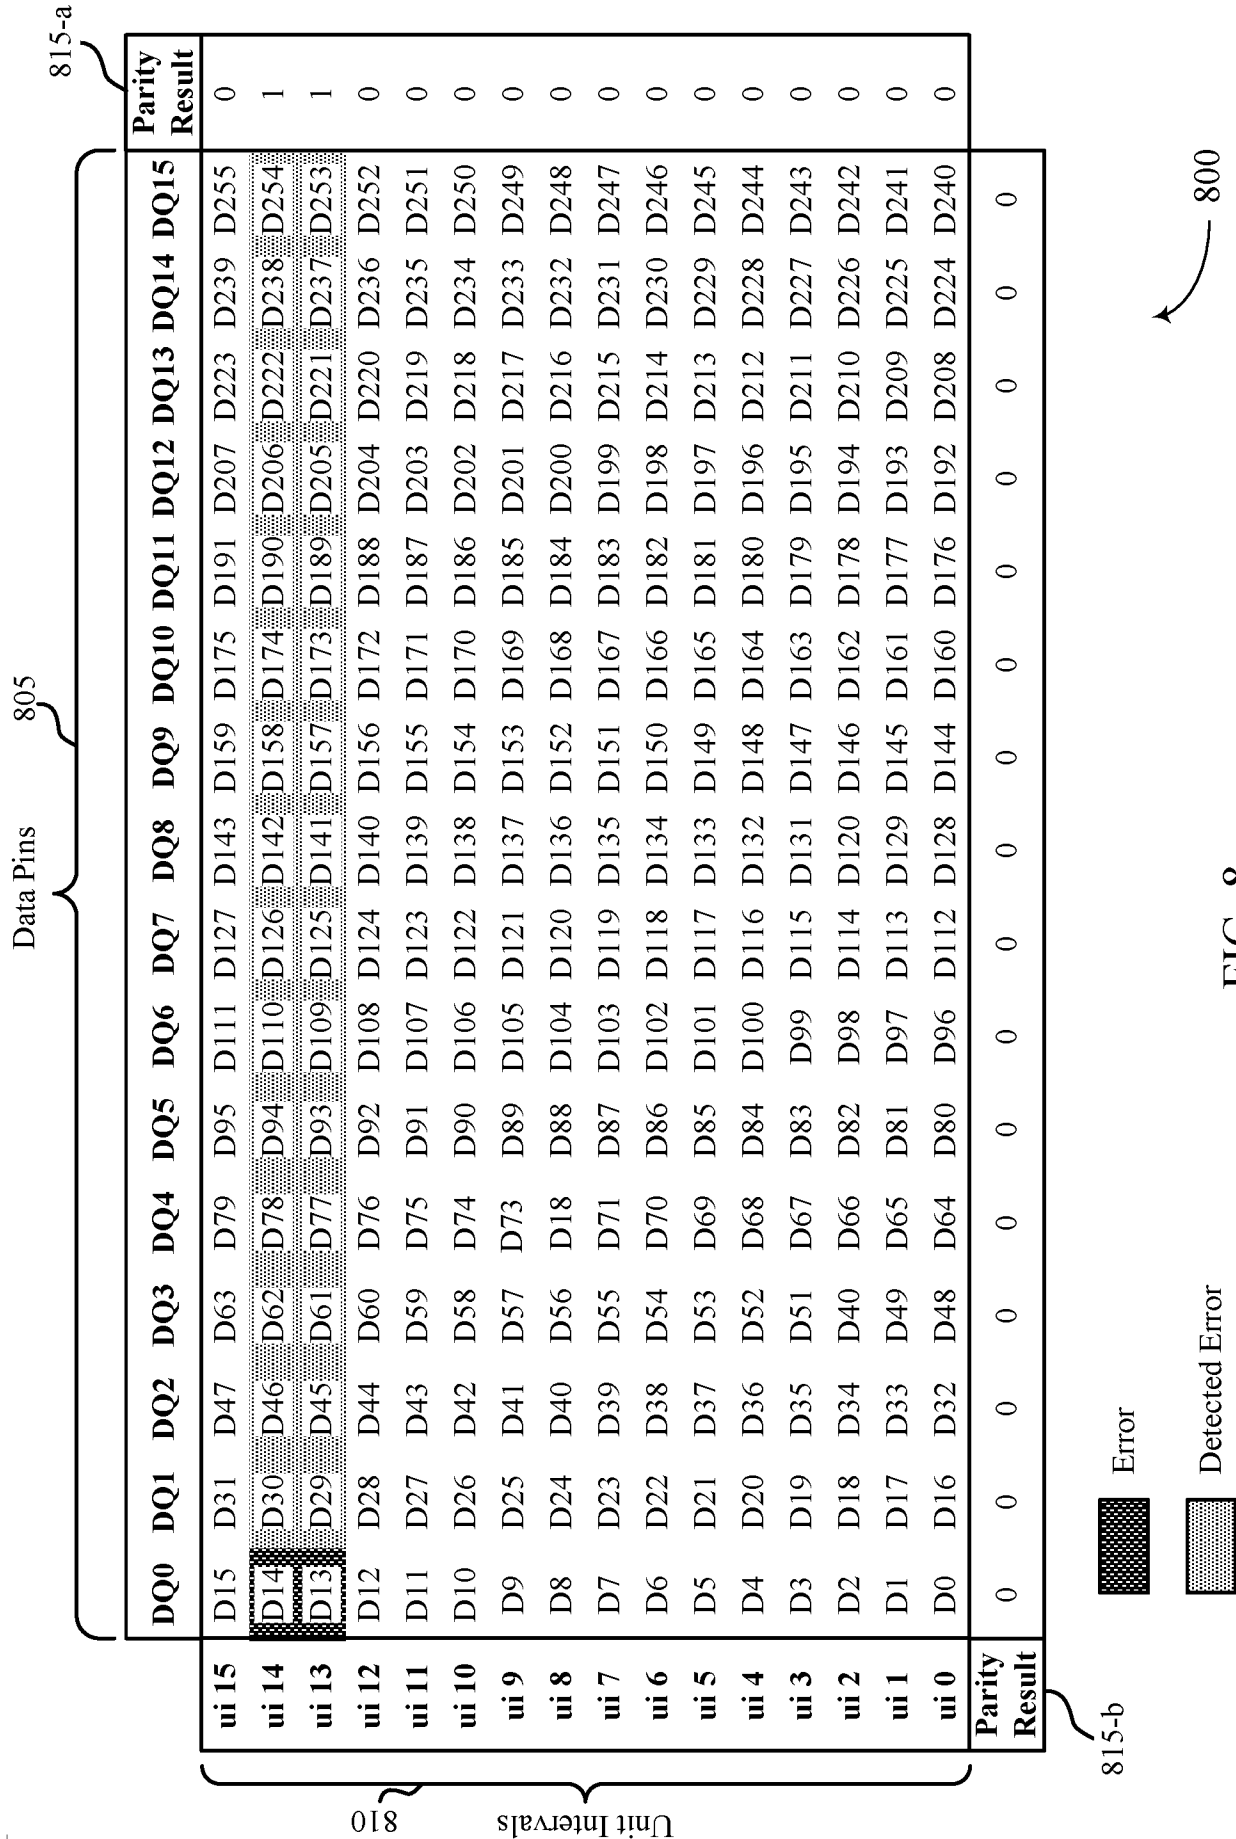 Data Pins
805
815-a
DQ0 DQ1 DQ2 DQ3 DQ4 DQ5 DQ6 DQ7 DQ8 DQ9 DQ10 DQ11 DQ12 DQ13 DQ14 DQ15 Parity Result
ui 15 D15 D31 D47 D63 D79 D95 D111 D127 D143 D159 D175 D191 D207 D223 D239 D255 0
ui 14 D14 D30 D46 D62 D78 D94 D110 D126 D142 D158 D174 D190 D206 D222 D238 D254 1
ui 13 D13 D29 D45 D61 D77 D93 D109 D125 D141 D157 D173 D189 D205 D221 D237 D253 1
ui 12 D12 D28 D44 D60 D76 D92 D108 D124 D140 D156 D172 D188 D204 D220 D236 D252 0
ui 11 D11 D27 D43 D59 D75 D91 D107 D123 D139 D155 D171 D187 D203 D219 D235 D251 0
ui 10 D10 D26 D42 D58 D74 D90 D106 D122 D138 D154 D170 D186 D202 D218 D234 D250 0
ui 9 D9 D25 D41 D57 D73 D89 D105 D121 D137 D153 D169 D185 D201 D217 D233 D249 0
ui 8 D8 D24 D40 D56 D18 D88 D104 D120 D136 D152 D168 D184 D200 D216 D232 D248 0
ui 7 D7 D23 D39 D55 D71 D87 D103 D119 D135 D151 D167 D183 D199 D215 D231 D247 0
ui 6 D6 D22 D38 D54 D70 D86 D102 D118 D134 D150 D166 D182 D198 D214 D230 D246 0
ui 5 D5 D21 D37 D53 D69 D85 D101 D117 D133 D149 D165 D181 D197 D213 D229 D245 0
ui 4 D4 D20 D36 D52 D68 D84 D100 D116 D132 D148 D164 D180 D196 D212 D228 D244 0
ui 3 D3 D19 D35 D51 D67 D83 D99 D115 D131 D147 D163 D179 D195 D211 D227 D243 0
ui 2 D2 D18 D34 D40 D66 D82 D98 D114 D120 D146 D162 D178 D194 D210 D226 D242 0
ui 1 D1 D17 D33 D49 D65 D81 D97 D113 D129 D145 D161 D177 D193 D209 D225 D241 0
ui 0 D0 D16 D32 D48 D64 D80 D96 D112 D128 D144 D160 D176 D192 D208 D224 D240 0
Parity Result 0 0 0 0 0 0 0 0 0 0 0 0 0 0 0 0
810
Unit Intervals
815-b
Error
Detected Error
800